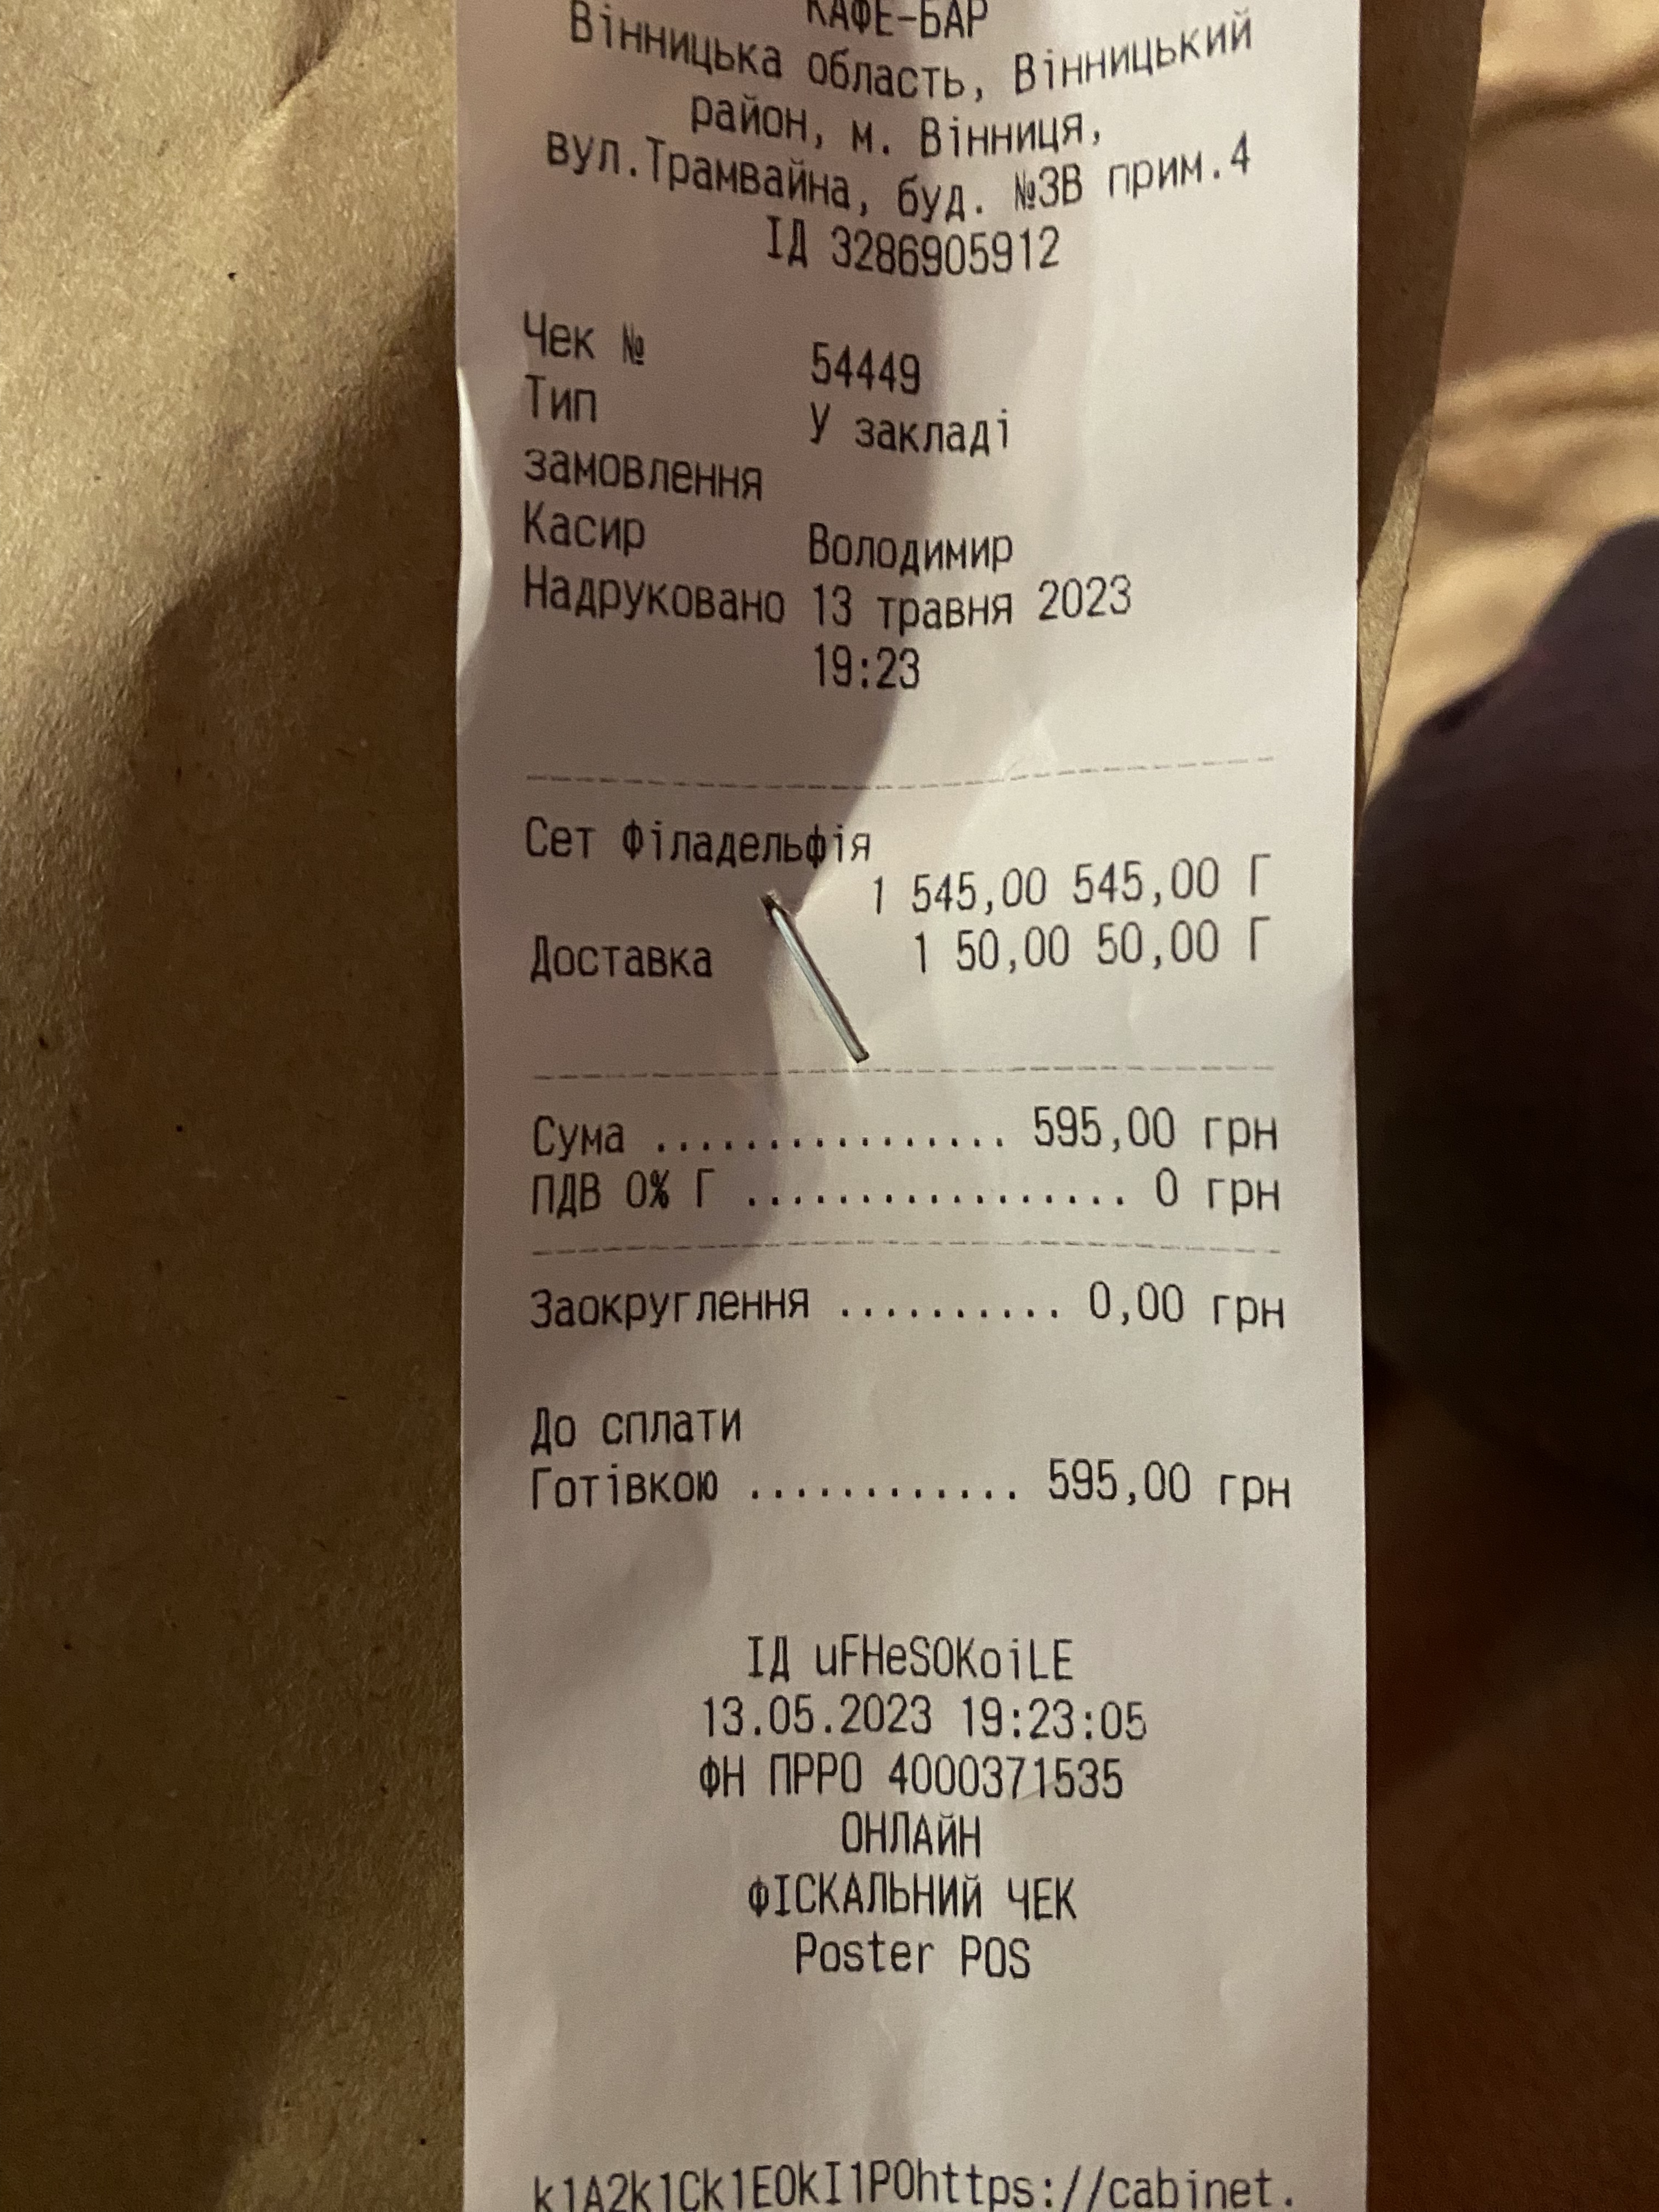 КАФЕ-БАР
Вінницька область, Вінницький
район, м. Вінниця,
вул.Трамвайна, буд. №3В прим.4
ІД 3286905912
Чек № 54449
Тип У закладі
замовлення
Касир Володимир
Надруковано 13 травня 2023
19:23
Сет Філадельфія
1 545,00 545,00 Г
Доставка 1 50,00 50,00 Г
Сума ................ 595,00 грн
ПДВ 0% Г ................. 0 грн
Заокруглення .......... 0,00 грн
До сплати
Готівкою ............ 595,00 грн
ІД uFHeSOKoiLE
13.05.2023 19:23:05
ФН ПРРО 4000371535
ОНЛАЙН
ФІСКАЛЬНИЙ ЧЕК
Poster POS
k1A2k1Ck1E0kI1P0https://cabinet.